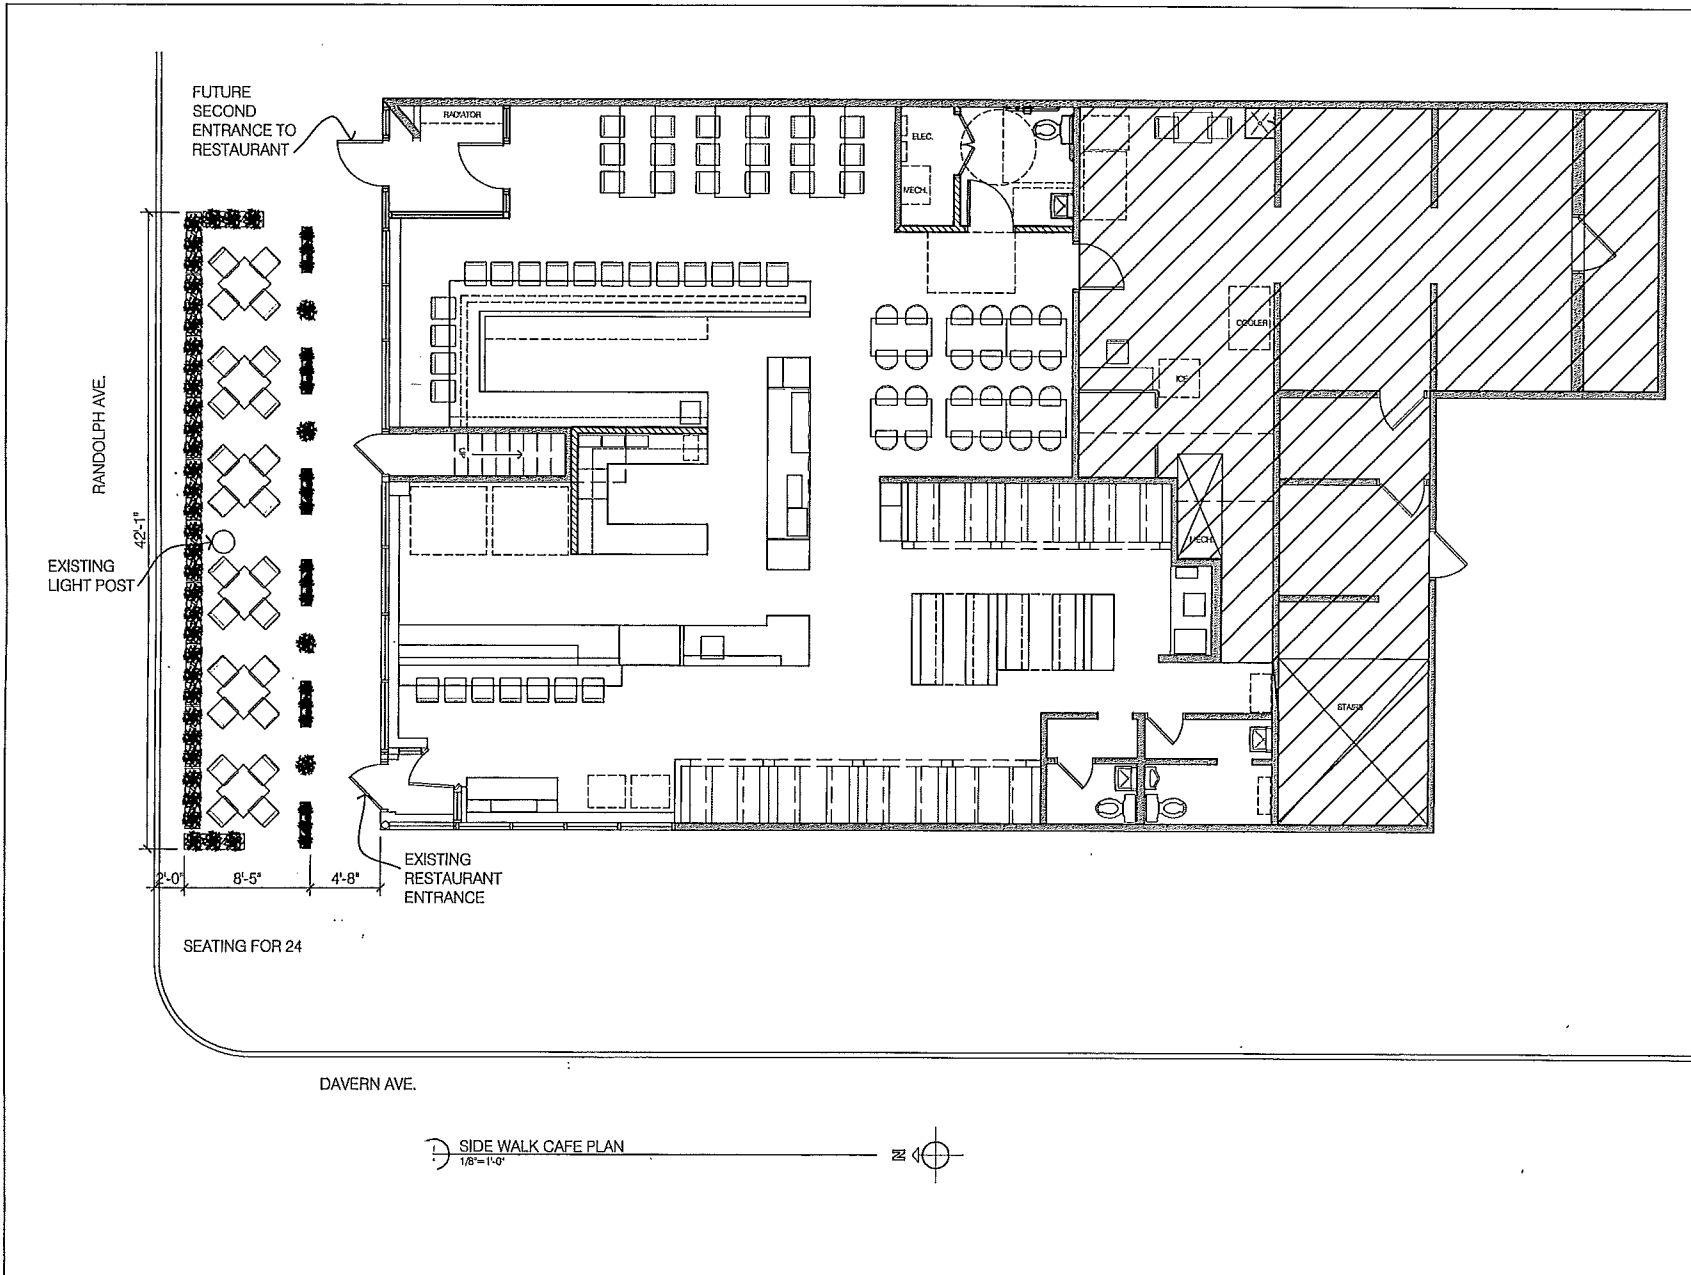 FUTURE
SECOND
ENTRANCE TO
RESTAURANT
RADIATOR
ELEC.
MECH.
COOLER
ICE
RANDOLPH AVE.
42'-1"
EXISTING
LIGHT POST
MECH.
STAIRS
2'-0"
8'-5"
4'-8"
EXISTING
RESTAURANT
ENTRANCE
SEATING FOR 24
DAVERN AVE.
SIDE WALK CAFE PLAN
1/8"=1'-0"
N